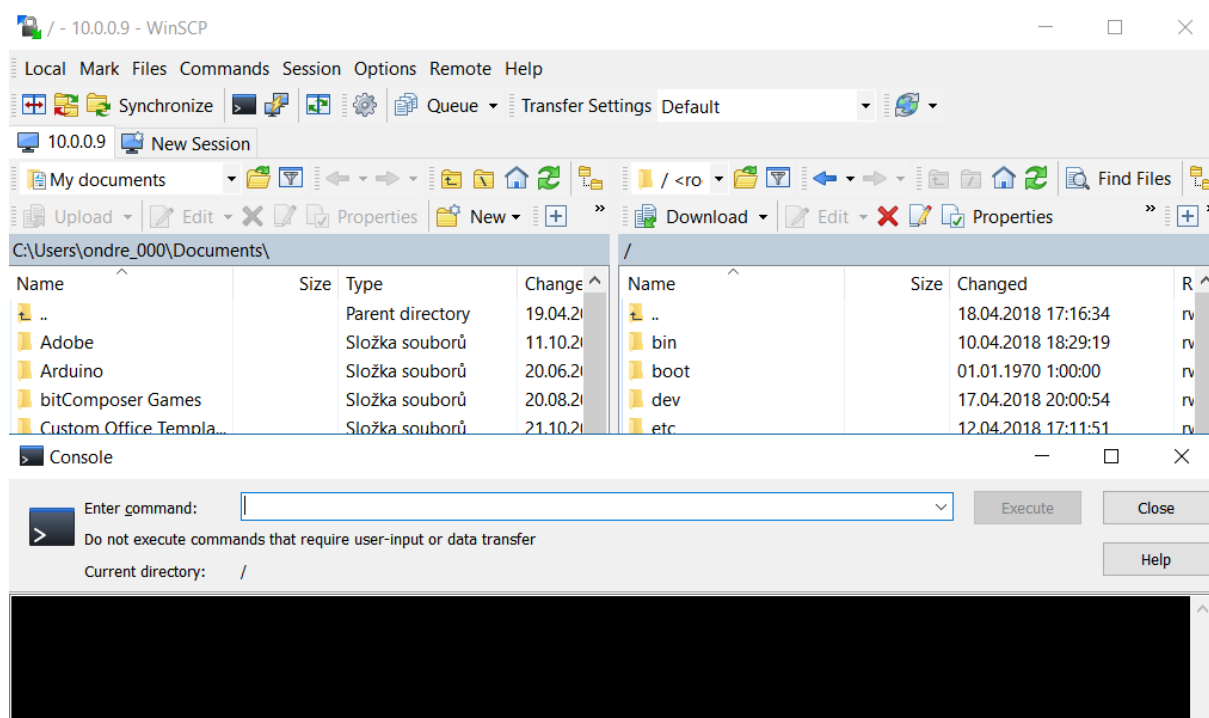 / - 10.0.0.9 - WinSCP
Local Mark Files Commands Session Options Remote Help
Synchronize Queue Transfer Settings Default
10.0.0.9 New Session
My documents / <ro Find Files
Upload Edit Properties New » Download Edit Properties »
C:\Users\ondre_000\Documents\ /
Name Size Type Change Name Size Changed R
.. Parent directory 19.04.20 .. 18.04.2018 17:16:34
Adobe Složka souborů 11.10.20 bin 10.04.2018 18:29:19
Arduino Složka souborů 20.06.20 boot 01.01.1970 1:00:00
bitComposer Games Složka souborů 20.08.20 dev 17.04.2018 20:00:54
Custom Office Templa... Složka souborů 21.10.20 etc 12.04.2018 17:11:51
Console
Enter command: Execute Close
Do not execute commands that require user-input or data transfer
Current directory: / Help